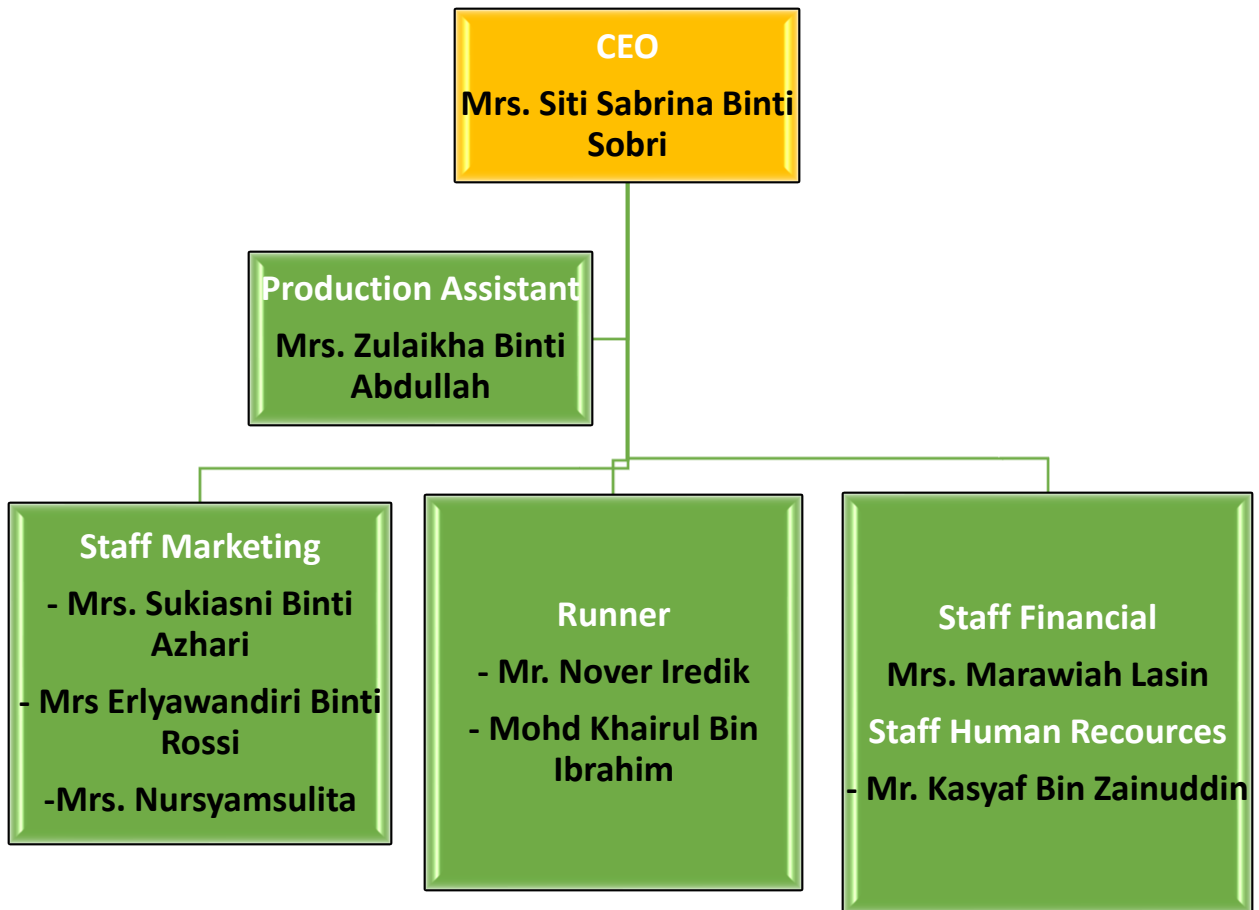 CEO
Mrs. Siti Sabrina Binti
Sobri
Production Assistant
Mrs. Zulaikha Binti
Abdullah
Staff Marketing
- Mrs. Sukiasni Binti
Azhari
- Mrs Erlyawandiri Binti
Rossi
-Mrs. Nursyamsulita
Runner
- Mr. Nover Iredik
- Mohd Khairul Bin
Ibrahim
Staff Financial
Mrs. Marawiah Lasin
Staff Human Recources
- Mr. Kasyaf Bin Zainuddin